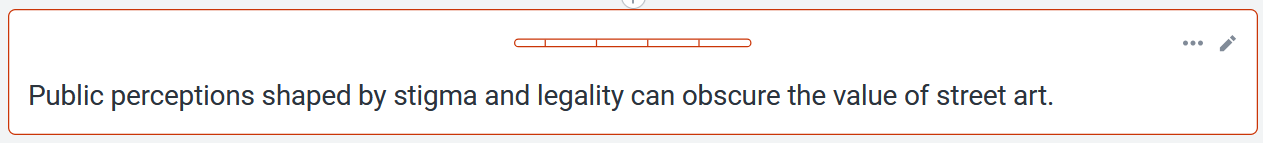 Public perceptions shaped by stigma and legality can obscure the value of street art.